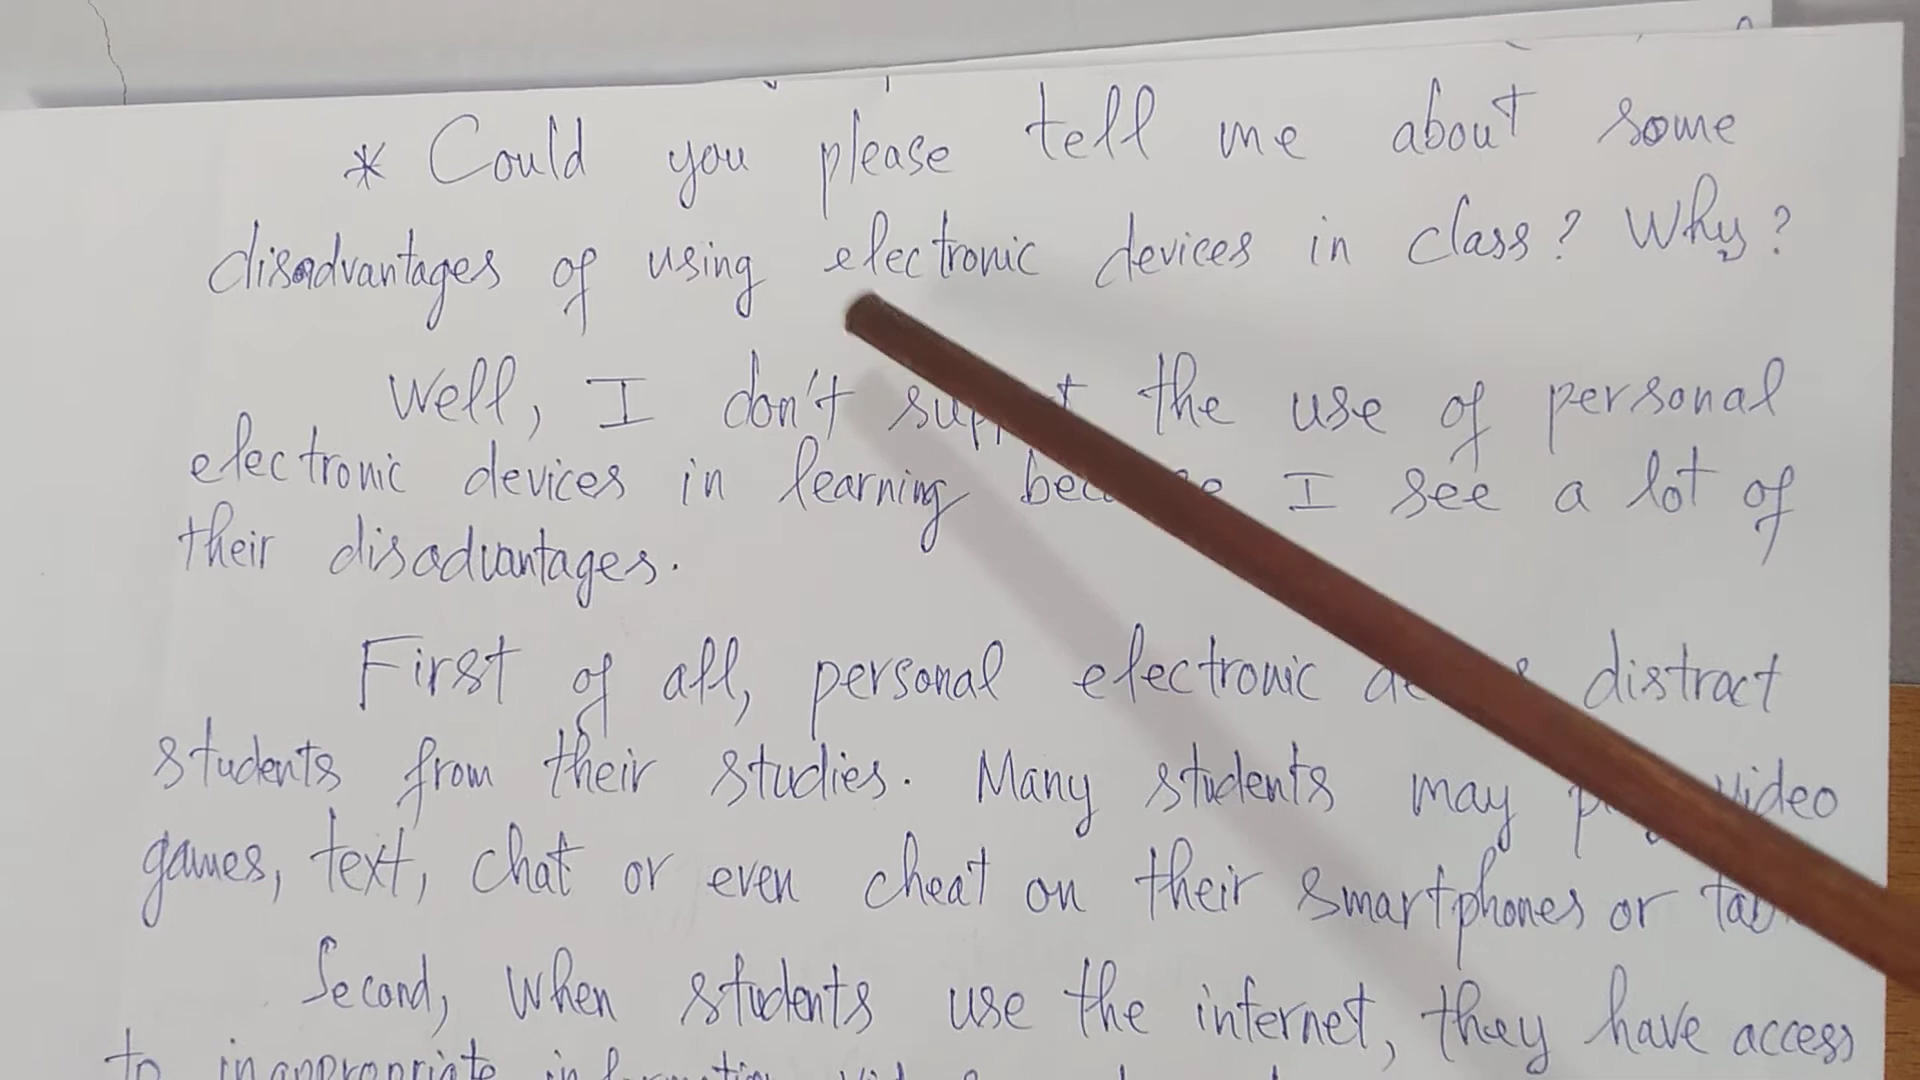 * Could you please tell me about some
disadvantages of using electronic devices in class? Why?
Well, I don't the use of personal
electronic devices in learning I see a lot of
their disadvantages.
First of all, personal electronic distract
students from their studies. Many students may video
games, text, chat or even cheat on their smartphones or
Second, when students use the internet, they have access
to inappropriate